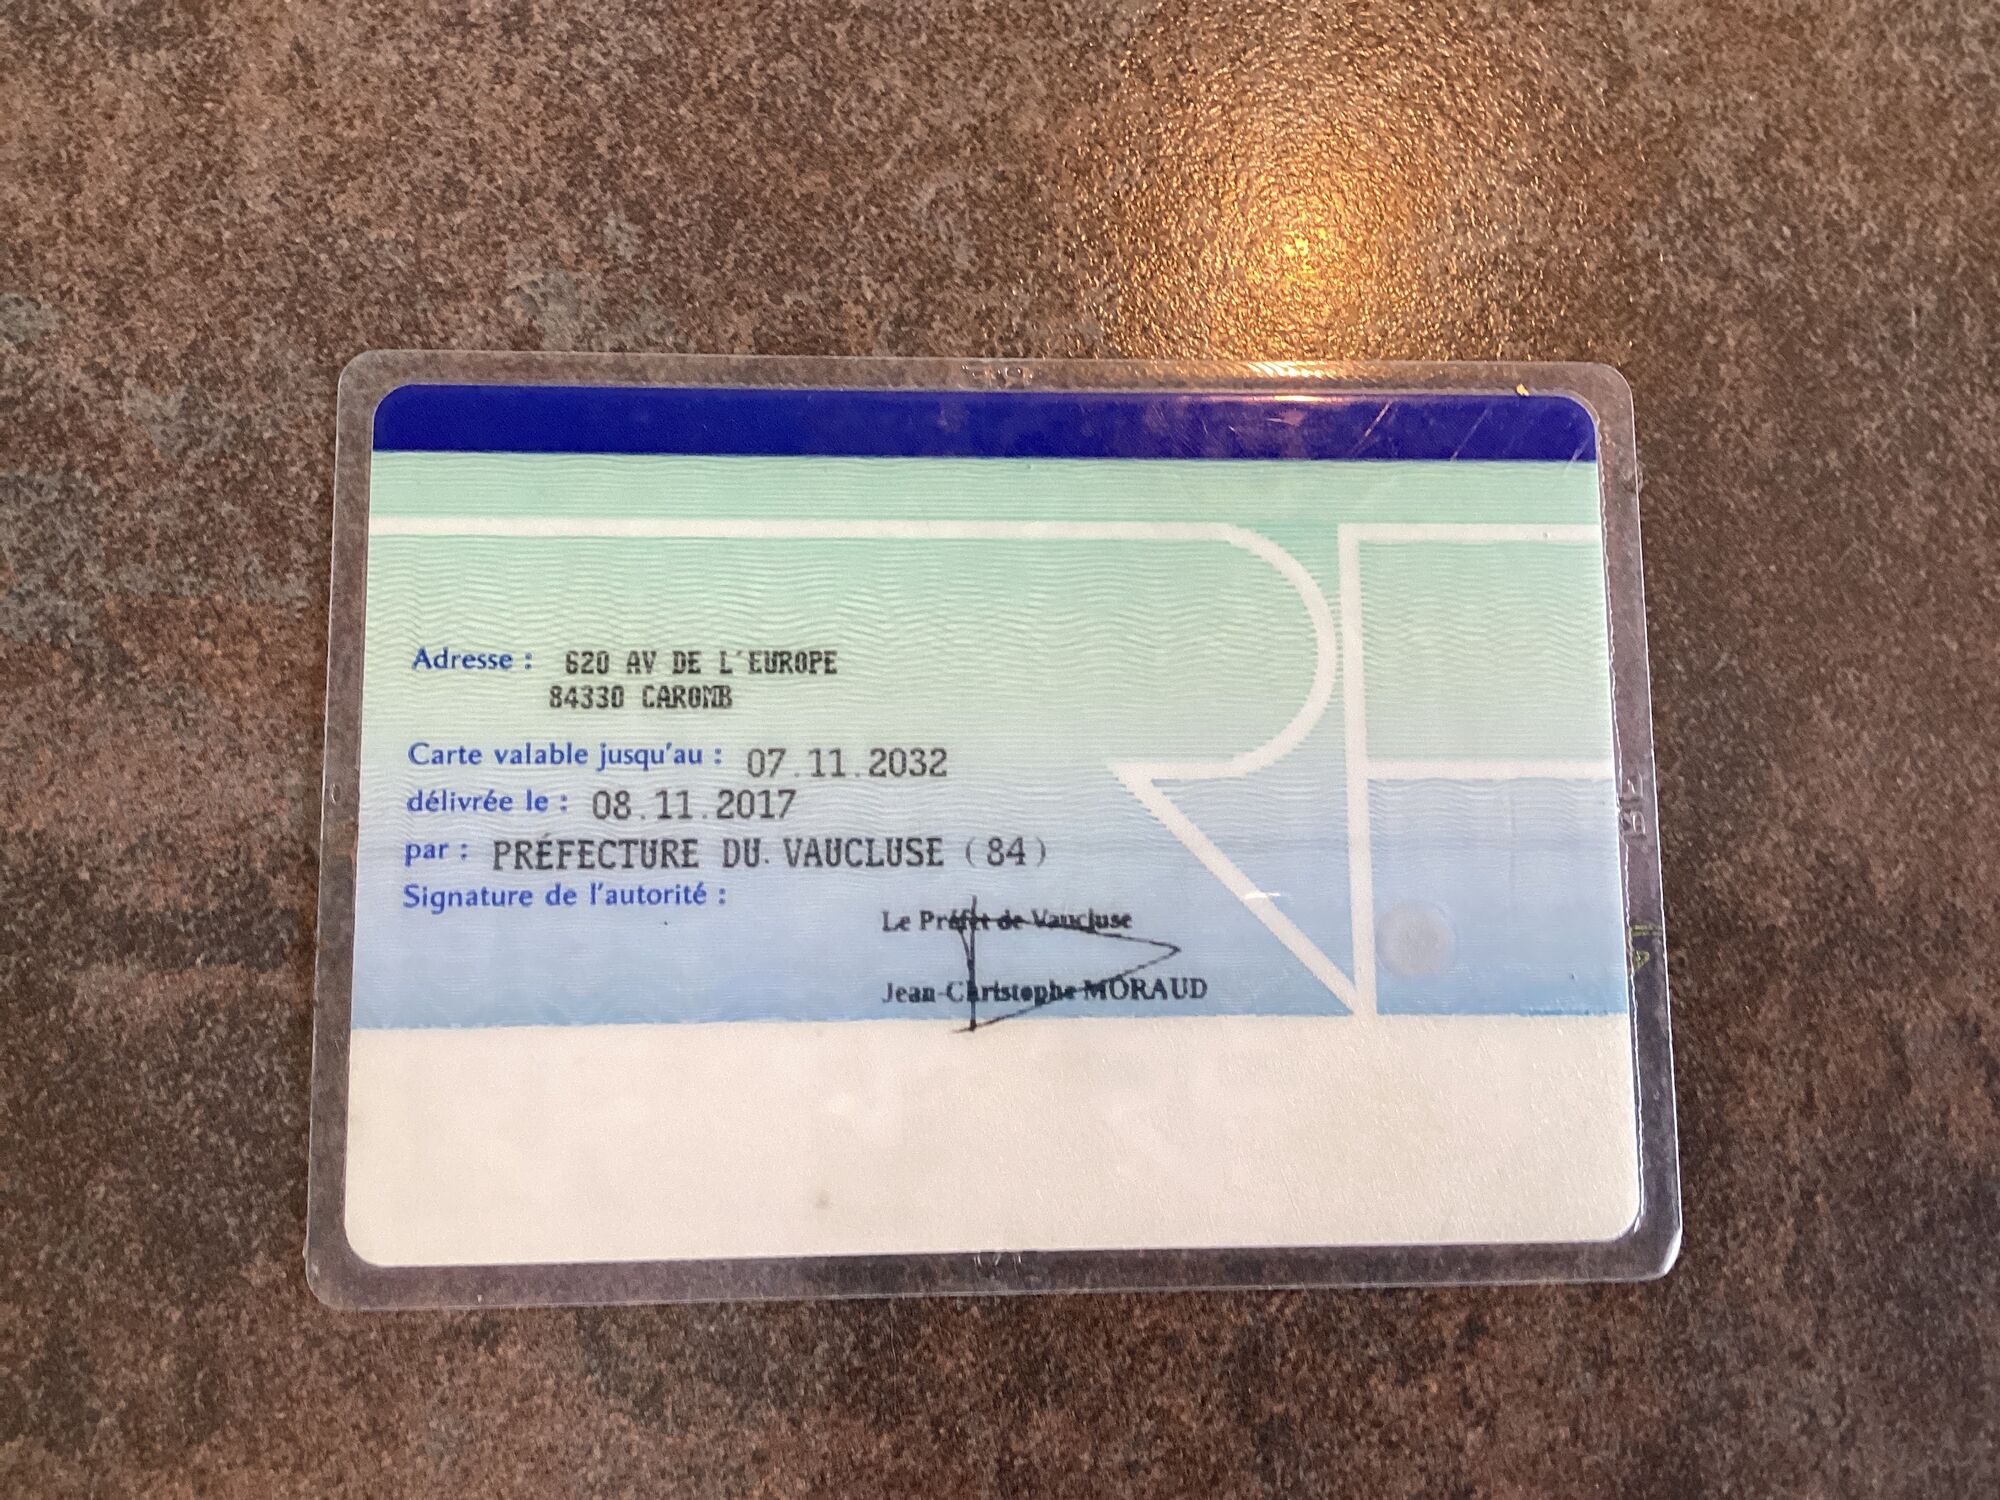 Adresse : 620 AV DE L'EUROPE
84330 CAROMB
Carte valable jusqu'au : 07.11.2032
délivrée le : 08.11.2017
par : PRÉFECTURE DU VAUCLUSE (84)
Signature de l'autorité :
Le Préfet de Vaucluse
Jean-Christophe MORAUD
RF